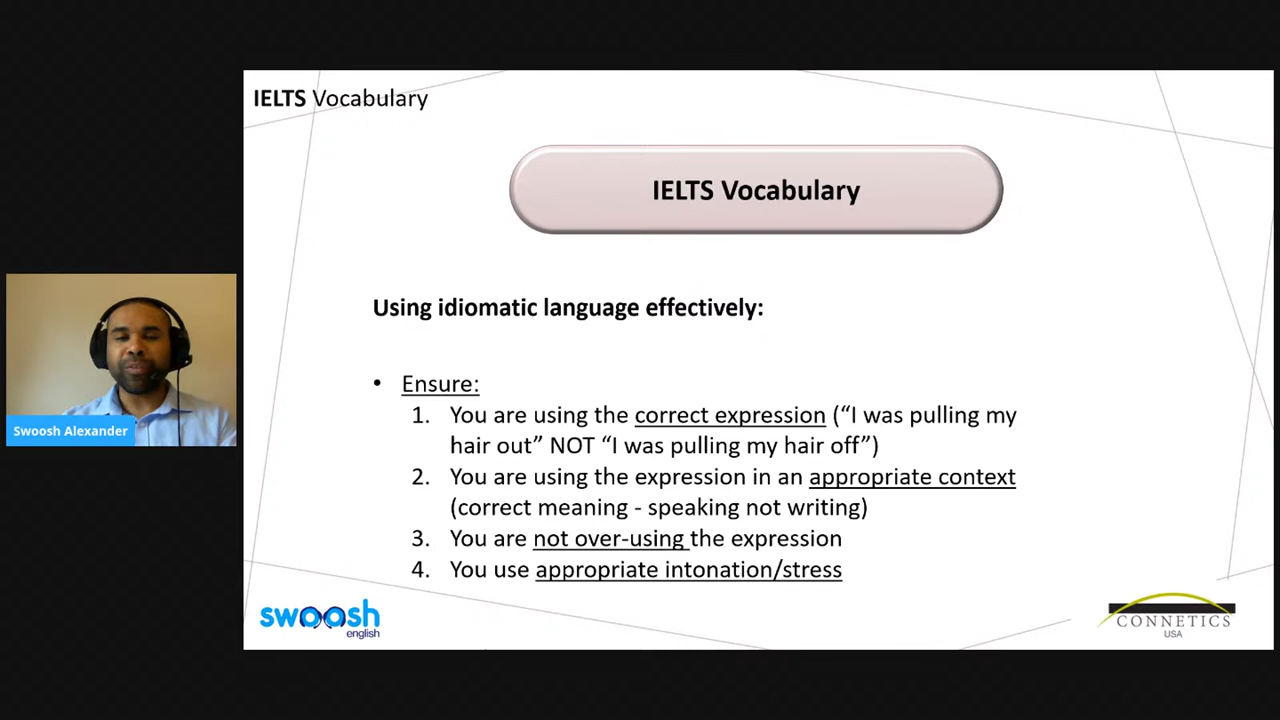 IELTS Vocabulary
IELTS Vocabulary
Using idiomatic language effectively:
• Ensure:
1. You are using the correct expression (“I was pulling my
hair out” NOT “I was pulling my hair off”)
2. You are using the expression in an appropriate context
(correct meaning - speaking not writing)
3. You are not over-using the expression
4. You use appropriate intonation/stress
Swoosh Alexander
swoosh
english
CONNETICS
USA